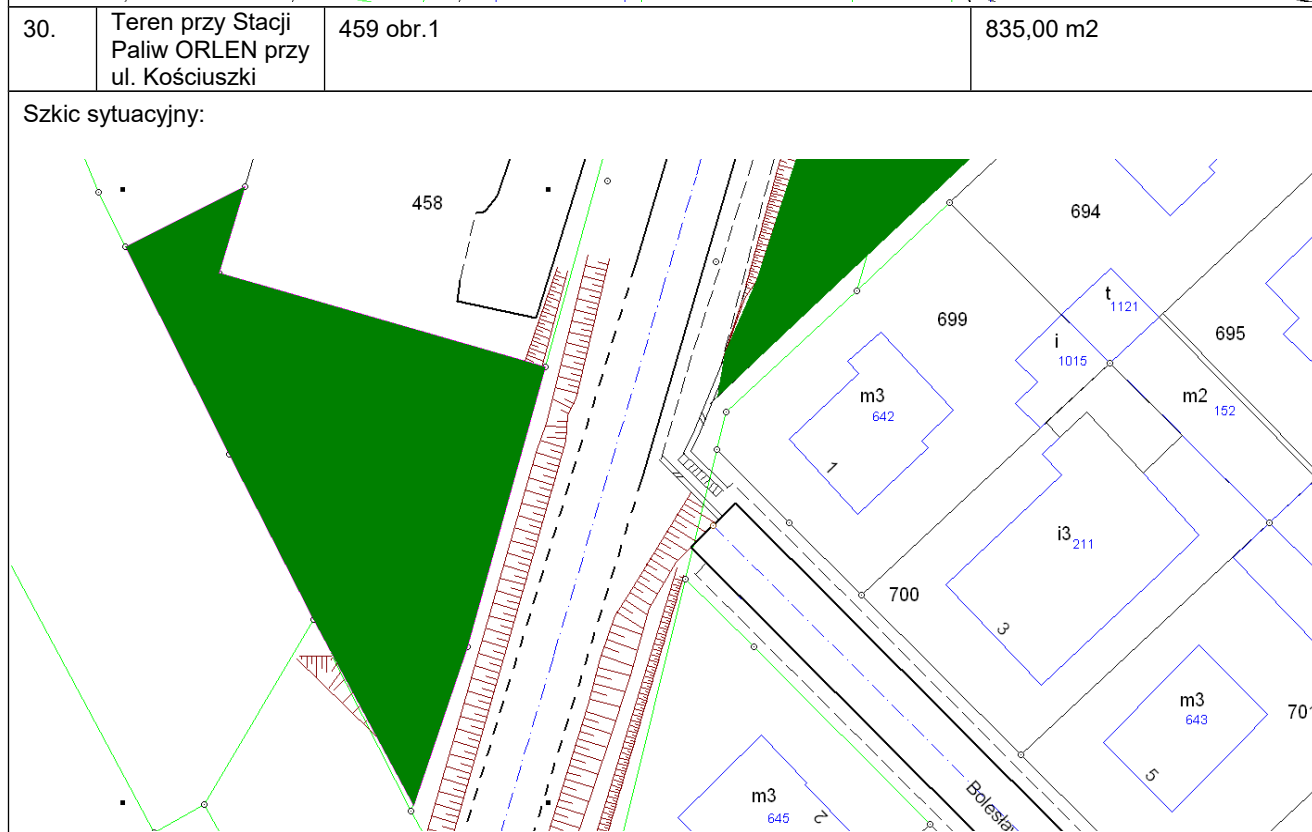 30.
Teren przy Stacji
Paliw ORLEN przy
ul. Kościuszki
459 obr.1
835,00 m2
Szkic sytuacyjny:
458
694
t
1121
699
i
1015
695
m3
642
m2
152
1
i3
211
700
3
m3
643
701
5
m3
645
2